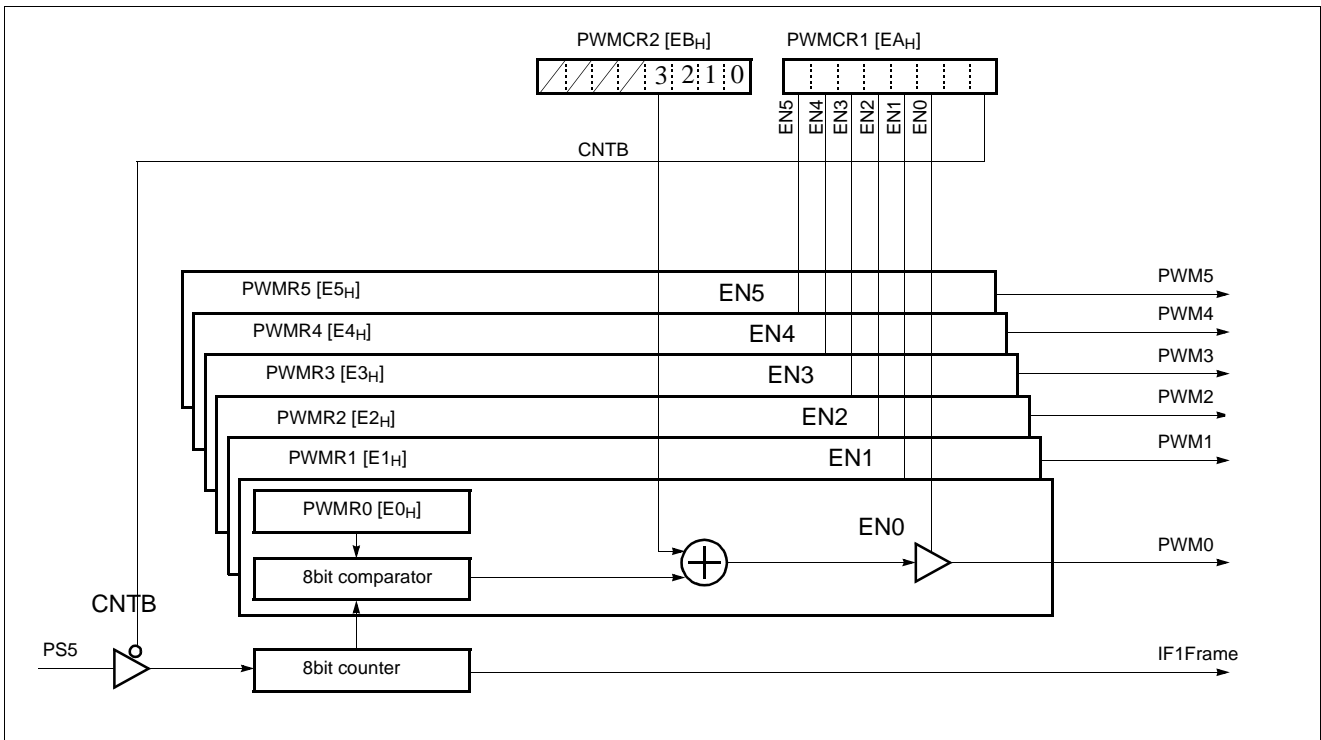 PWMCR2 [EBH] PWMCR1 [EAH]
3 2 1 0
EN5 EN4 EN3 EN2 EN1 EN0
CNTB
PWMR5 [E5H] EN5 PWM5
PWMR4 [E4H] EN4 PWM4
PWMR3 [E3H] EN3 PWM3
PWMR2 [E2H] EN2 PWM2
PWMR1 [E1H] EN1 PWM1
PWMR0 [E0H]
EN0 PWM0
8bit comparator
CNTB
PS5 8bit counter IF1Frame